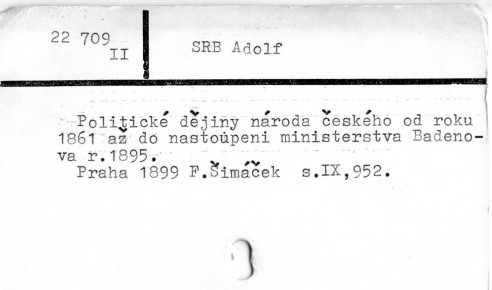 22 709
II
SRB Adolf
Politické dějiny národa českého od roku
1861 až do nastoupeni ministerstva Badeno-
va r.1895.
Praha 1899 F.Šimáček s.IX,952.